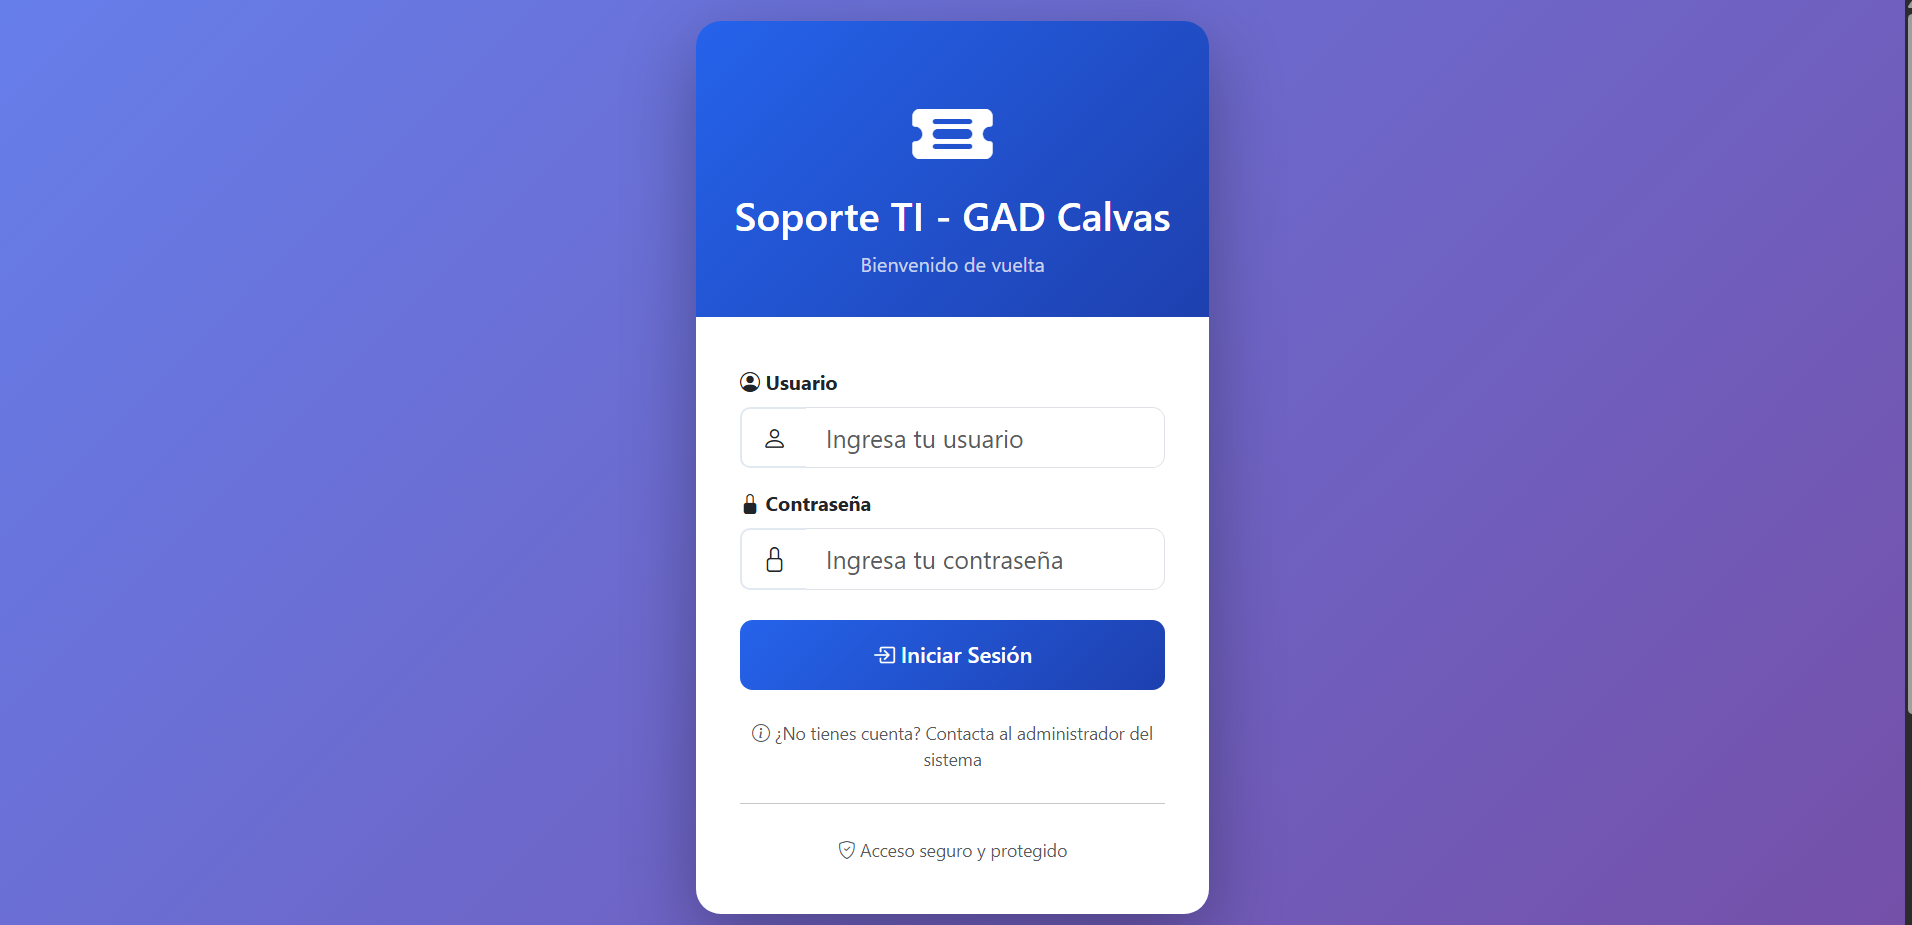 Soporte TI - GAD Calvas
Bienvenido de vuelta
Usuario
Ingresa tu usuario
Contraseña
Ingresa tu contraseña
Iniciar Sesión
¿No tienes cuenta? Contacta al administrador del
sistema
Acceso seguro y protegido